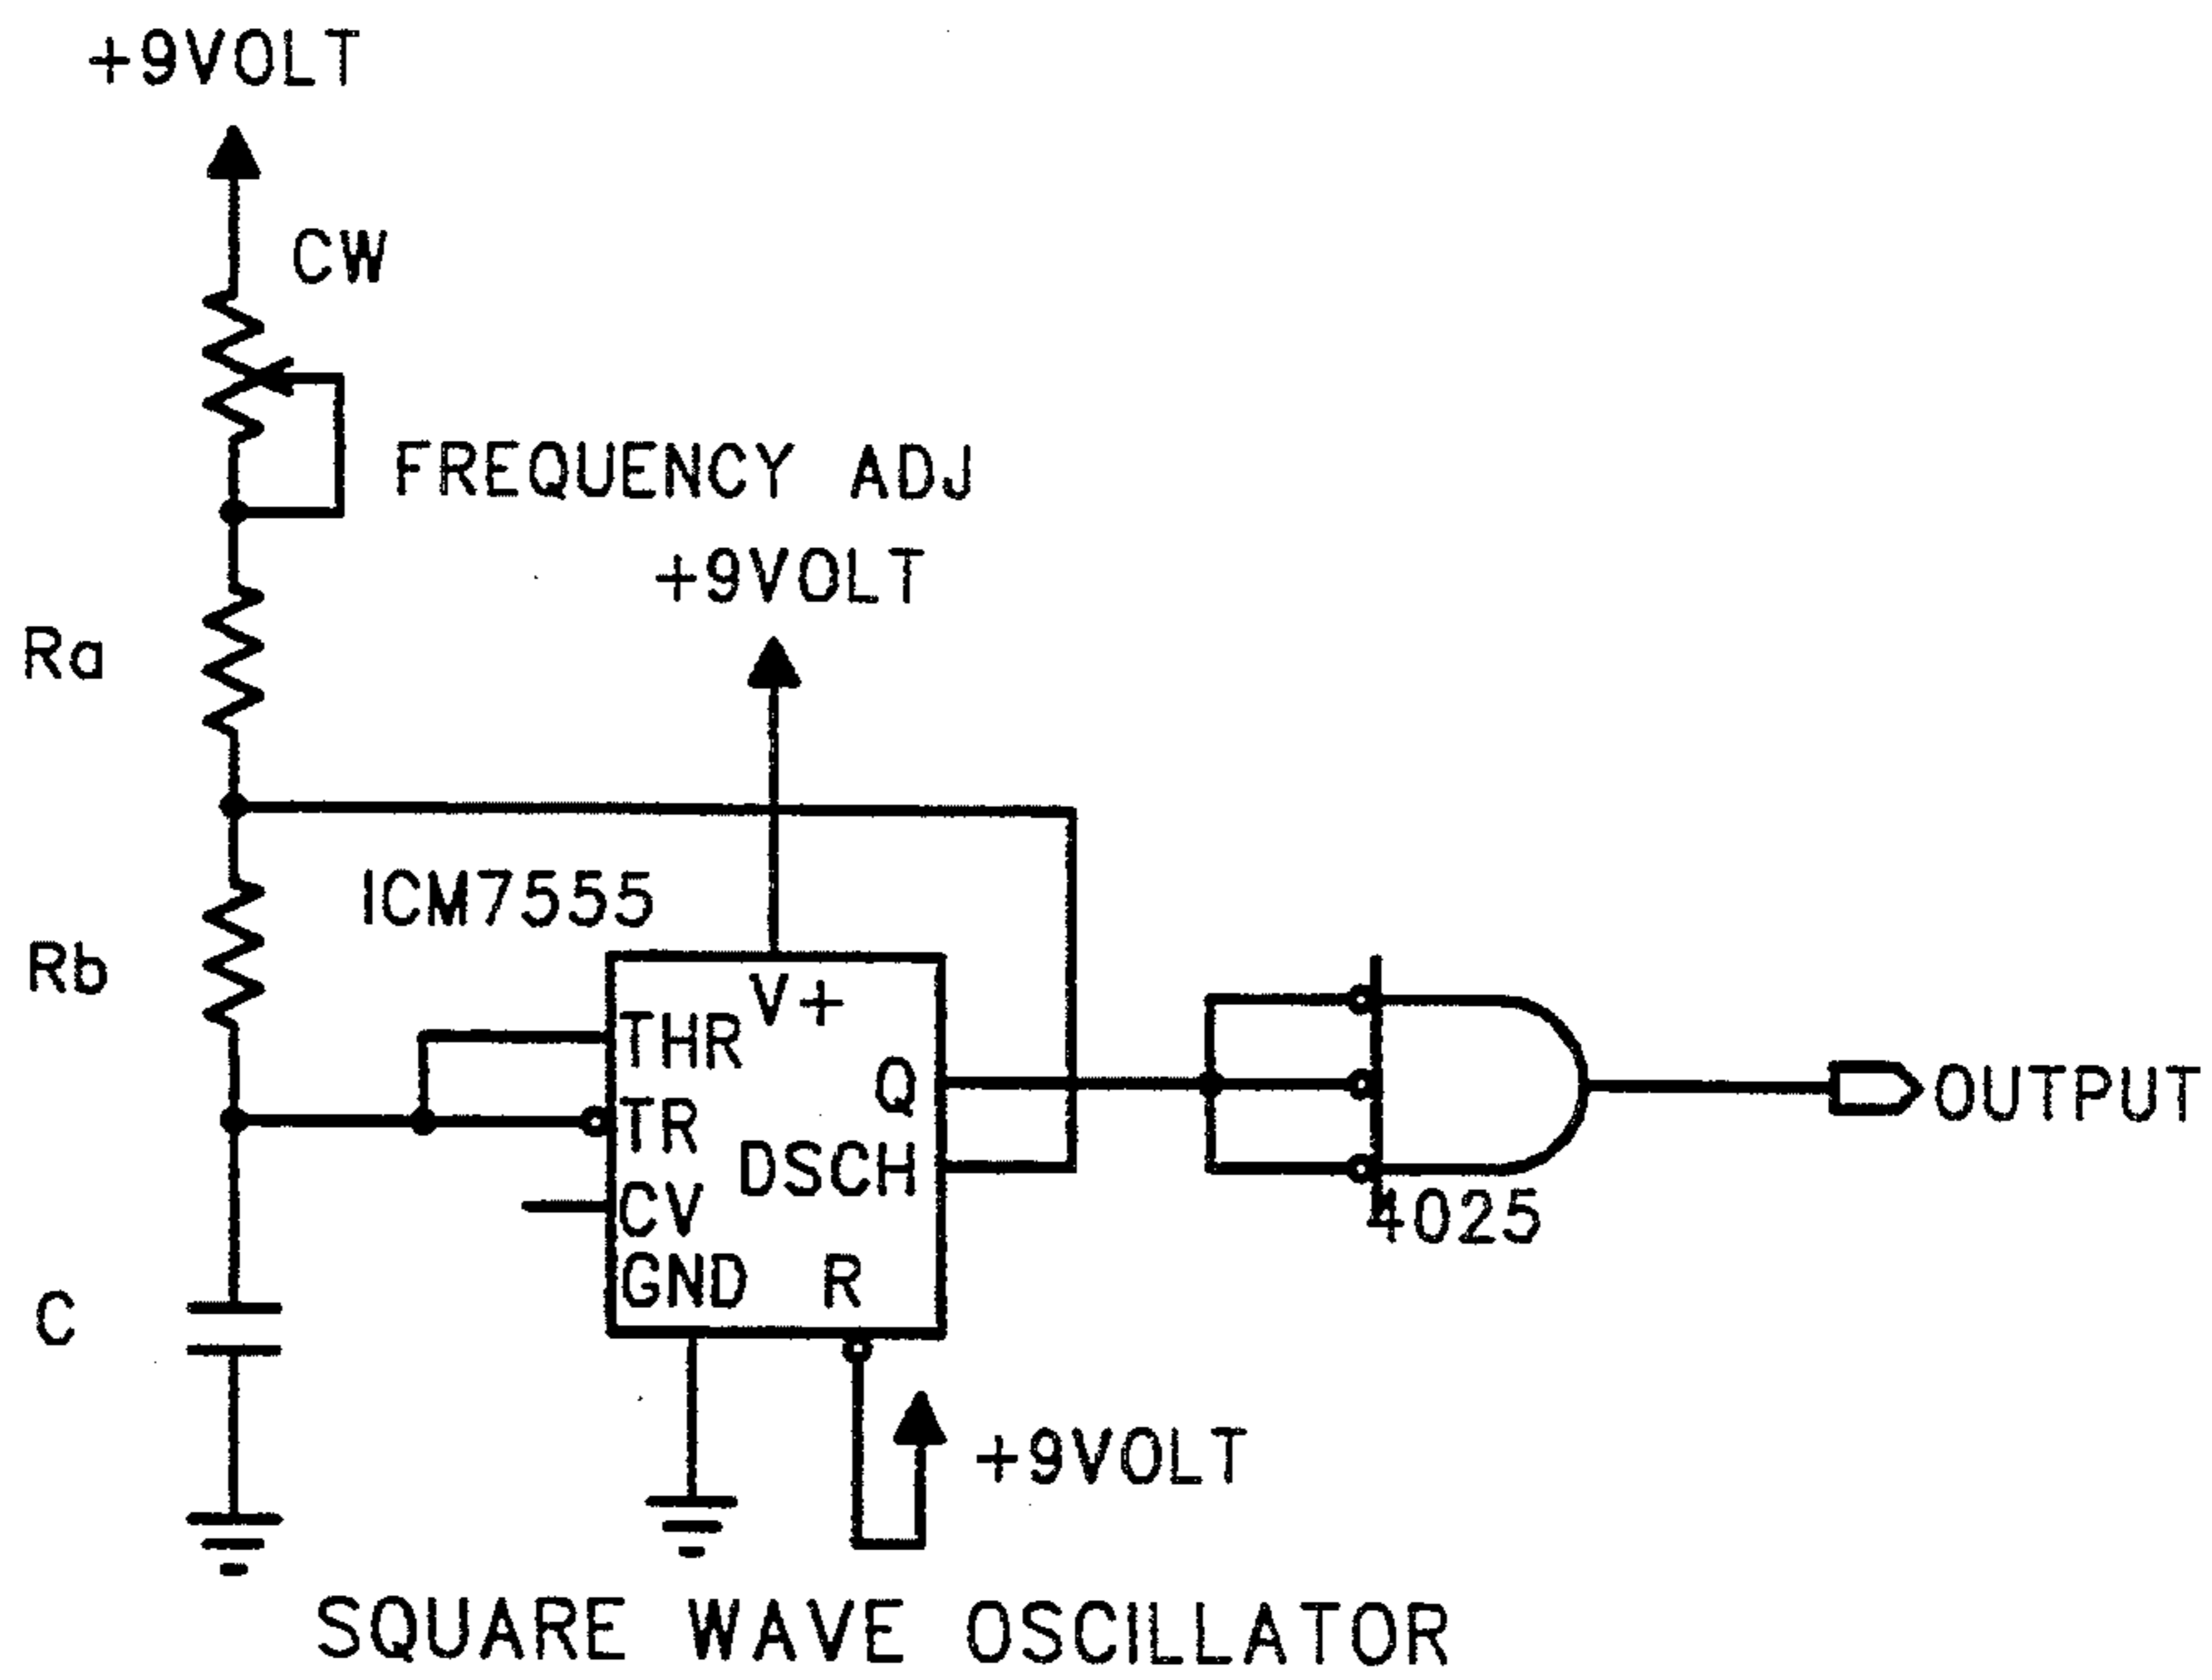 +9VOLT
CW
FREQUENCY ADJ
+9VOLT
Ra
ICM7555
Rb
V+
THR
Q
TR
DSCH
CV
GND R
OUTPUT
4025
C
+9VOLT
SQUARE WAVE OSCILLATOR